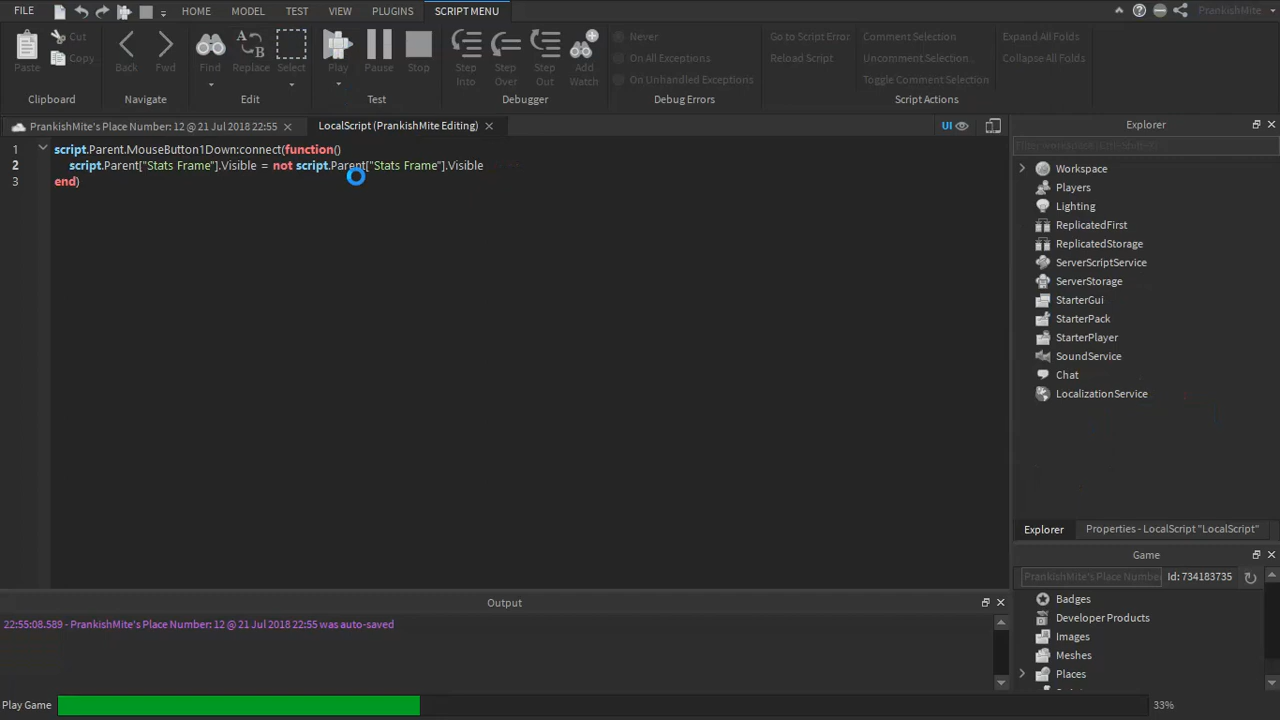 FILE
HOME
MODEL
TEST
VIEW
PLUGINS
SCRIPT MENU
PrankishMite
Paste
Cut
Copy
Clipboard
Back
Fwd
Navigate
Find
Replace
Select
Edit
Play
Pause
Stop
Test
Step Into
Step Over
Step Out
Add Watch
Debugger
Never
On All Exceptions
On Unhandled Exceptions
Debug Errors
Go to Script Error
Reload Script
Comment Selection
Uncomment Selection
Toggle Comment Selection
Script Actions
Expand All Folds
Collapse All Folds
PrankishMite's Place Number: 12 @ 21 Jul 2018 22:55
LocalScript (PrankishMite Editing)
UI
1 script.Parent.MouseButton1Down:connect(function()
2 script.Parent["Stats Frame"].Visible = not script.Parent["Stats Frame"].Visible
3 end)
Explorer
Workspace
Players
Lighting
ReplicatedFirst
ReplicatedStorage
ServerScriptService
ServerStorage
StarterGui
StarterPack
StarterPlayer
SoundService
Chat
LocalizationService
Explorer
Properties - LocalScript "LocalScript"
Game
PrankishMite's Place Number
Id: 734183735
Badges
Developer Products
Images
Meshes
Places
Output
22:55:08.589 - PrankishMite's Place Number: 12 @ 21 Jul 2018 22:55 was auto-saved
Play Game
33%